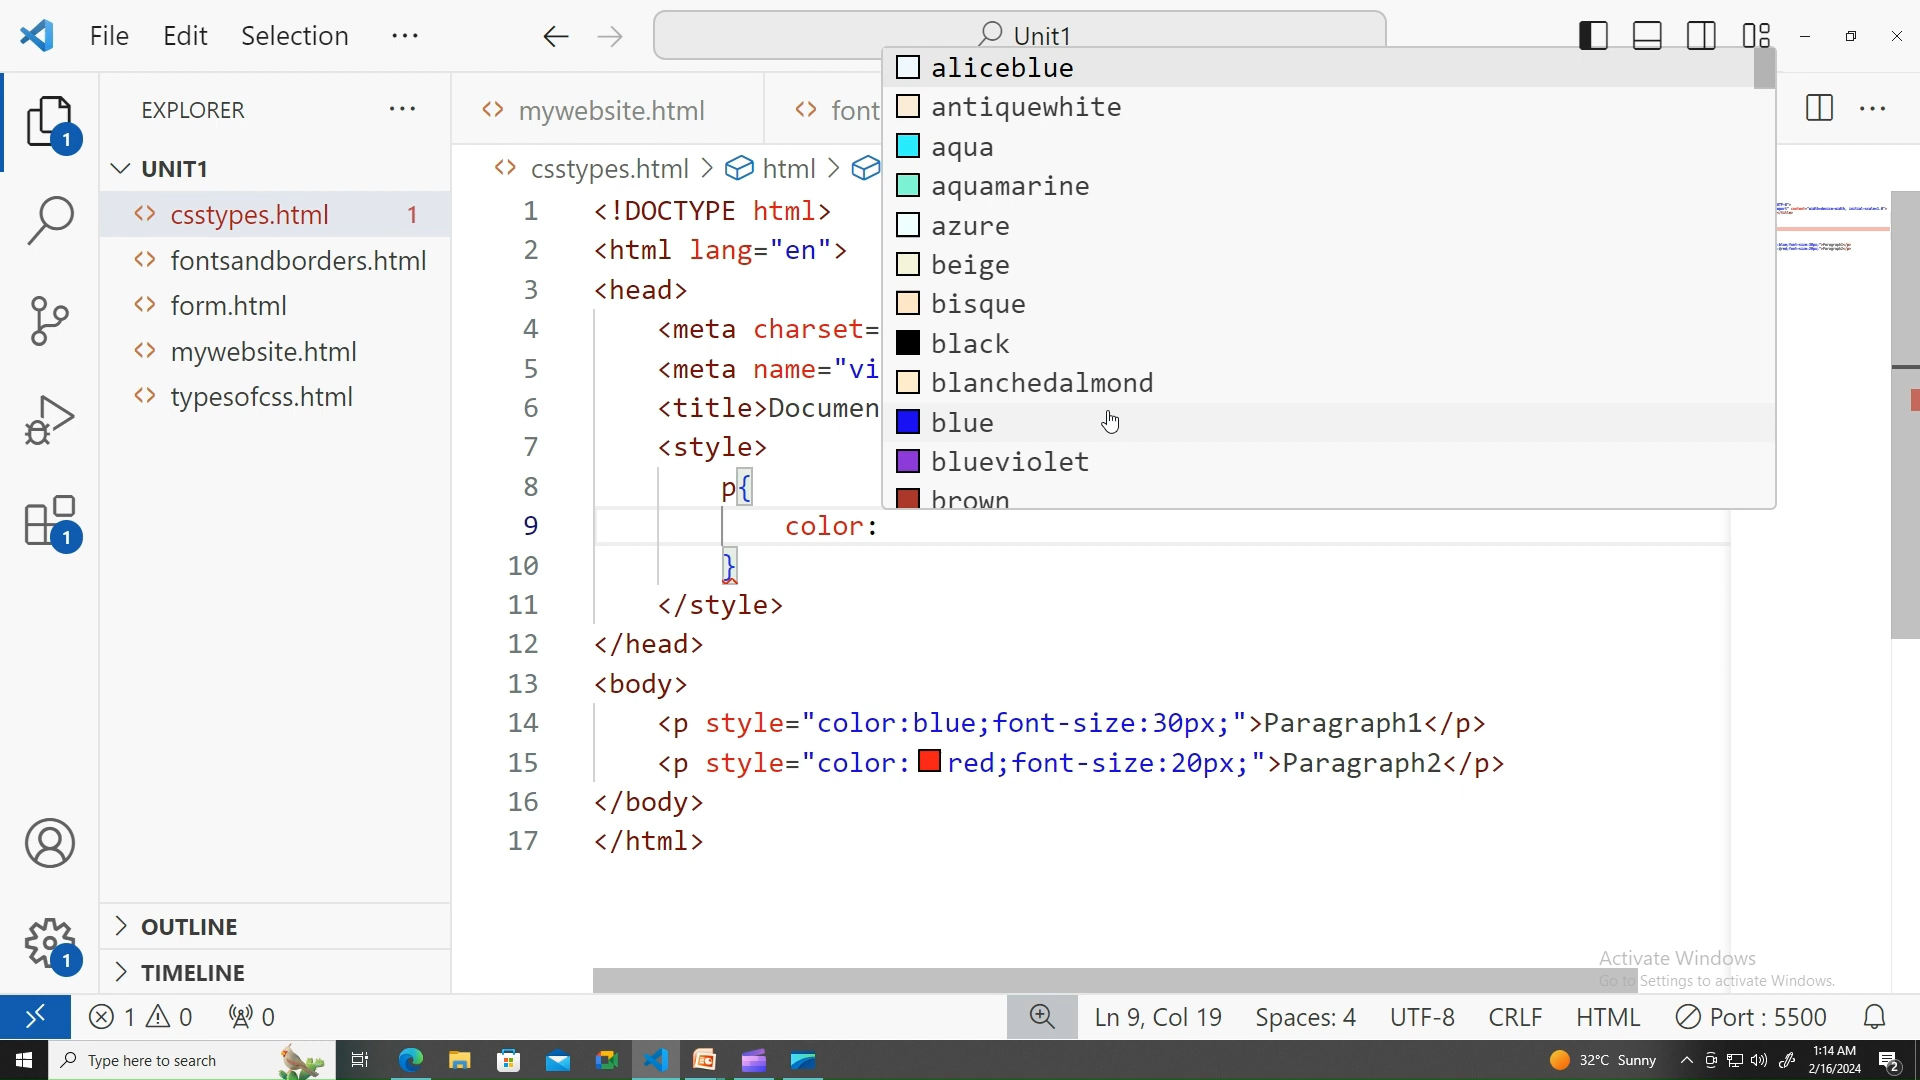 File Edit Selection ··· Unit1
EXPLORER ···
UNIT1
csstypes.html 1
fontsandborders.html
form.html
mywebsite.html
typesofcss.html
OUTLINE
TIMELINE
mywebsite.html font
csstypes.html > html >
1 <!DOCTYPE html>
2 <html lang="en">
3 <head>
4 <meta charset=
5 <meta name="vi
6 <title>Documen
7 <style>
8 p{
9 color:
10 }
11 </style>
12 </head>
13 <body>
14 <p style="color:blue;font-size:30px;">Paragraph1</p>
15 <p style="color:red;font-size:20px;">Paragraph2</p>
16 </body>
17 </html>
aliceblue
antiquewhite
aqua
aquamarine
azure
beige
bisque
black
blanchedalmond
blue
blueviolet
brown
1
1
1
Activate Windows
Go to Settings to activate Windows.
1 0 0 Ln 9, Col 19 Spaces: 4 UTF-8 CRLF HTML Port : 5500
Type here to search 32°C Sunny 1:14 AM
2/16/2024
2